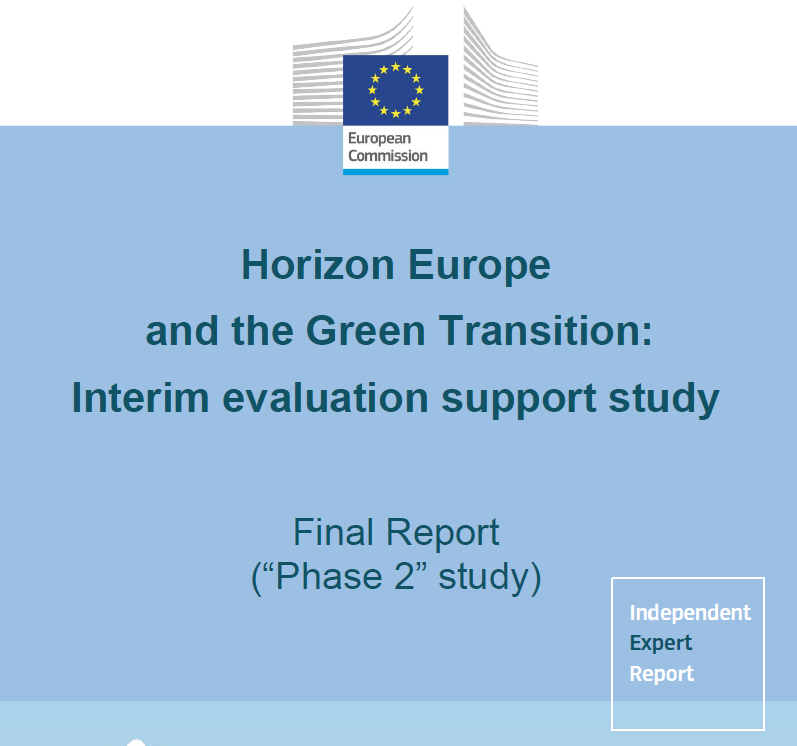 European
Commission
Horizon Europe
and the Green Transition:
Interim evaluation support study
Final Report
(“Phase 2” study)
Independent
Expert
Report